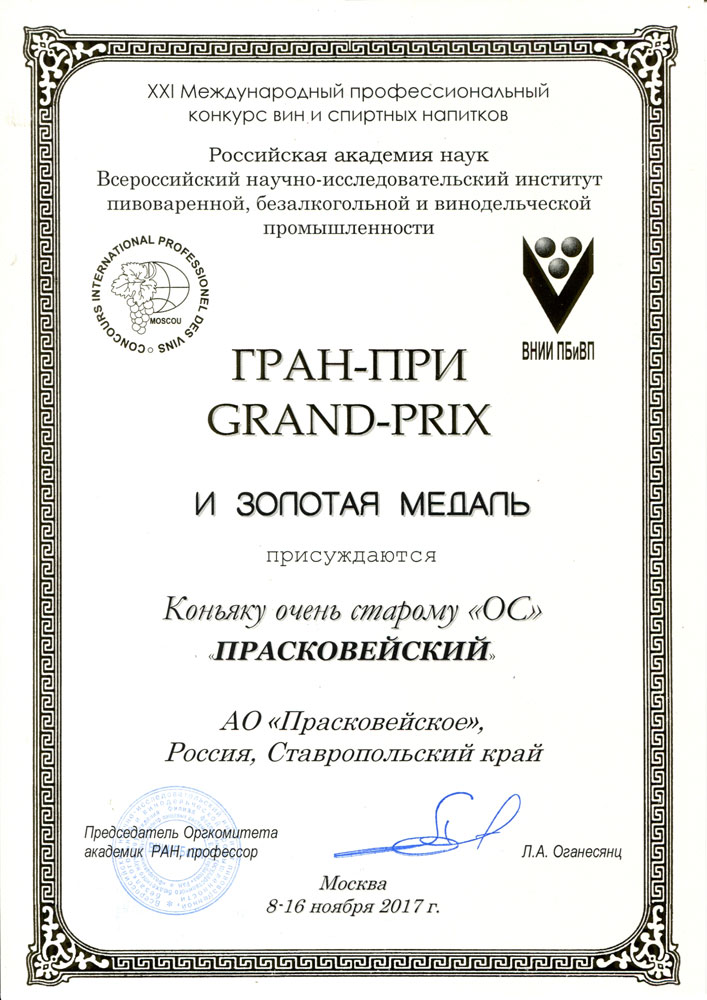 XXI Международный профессиональный
конкурс вин и спиртных напитков
Российская академия наук
Всероссийский научно-исследовательский институт
пивоваренной, безалкогольной и винодельческой
промышленности
CONCOURS INTERNATIONAL PROFESSIONEL DES VINS
MOSCOU
ВНИИ ПБиВП
ГРАН-ПРИ
GRAND-PRIX
И ЗОЛОТАЯ МЕДАЛЬ
присуждаются
Коньяку очень старому «ОС»
«ПРАСКОВЕЙСКИЙ»
АО «Прасковейское»,
Россия, Ставропольский край
Председатель Оргкомитета
академик РАН, профессор
Л.А. Оганесянц
Москва
8-16 ноября 2017 г.